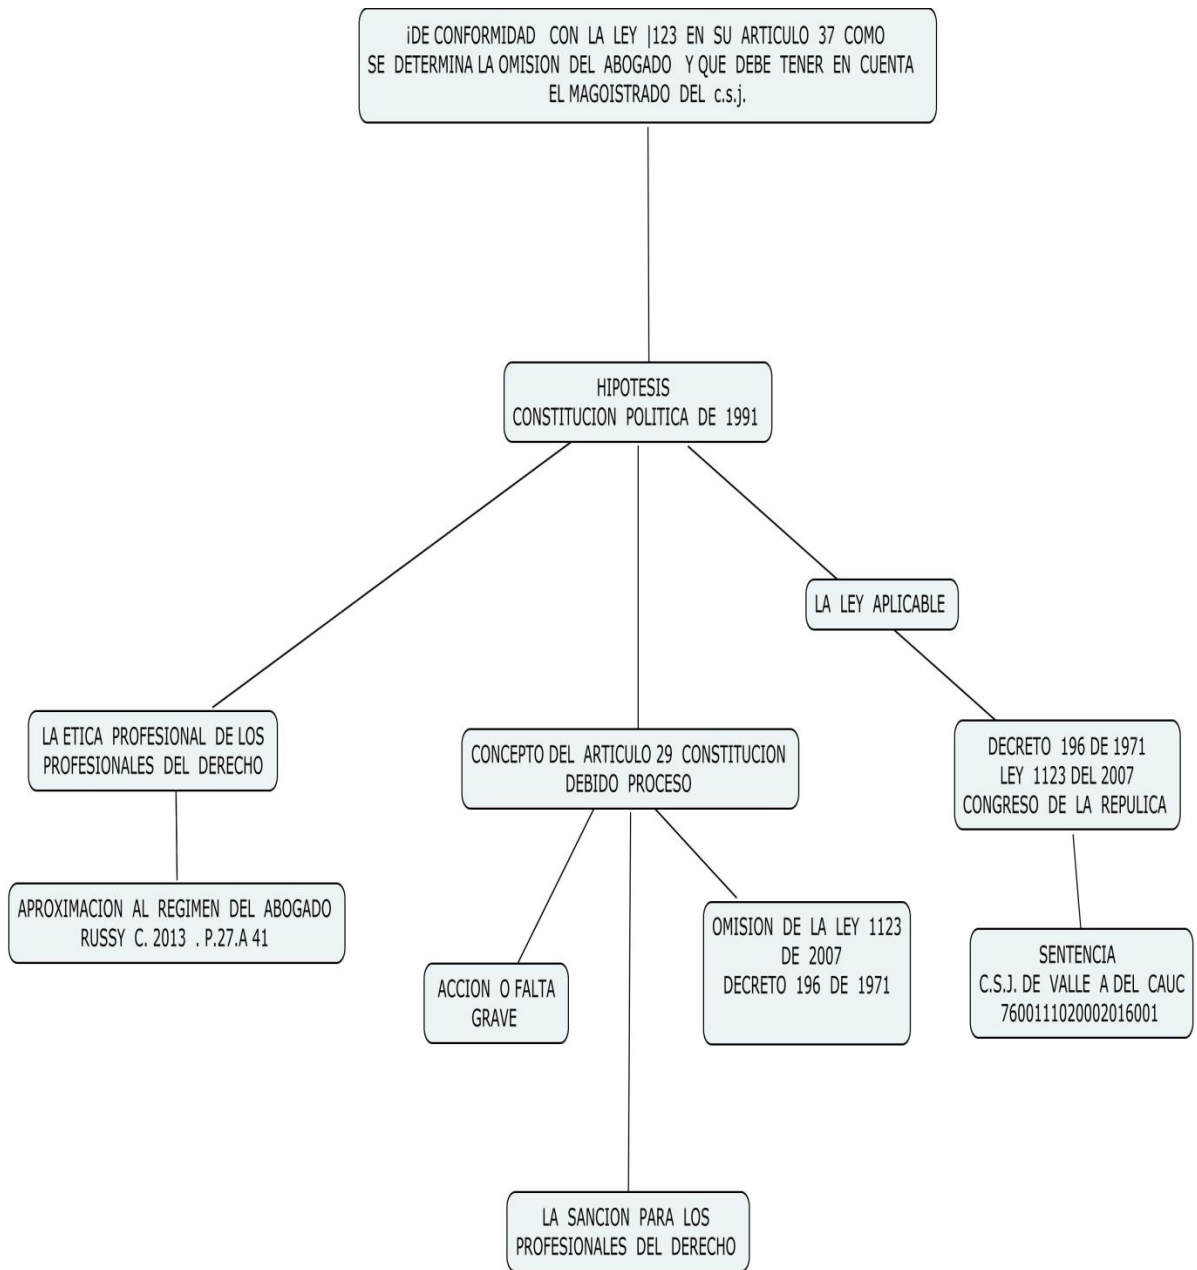 ¡DE CONFORMIDAD CON LA LEY |123 EN SU ARTICULO 37 COMO
SE DETERMINA LA OMISION DEL ABOGADO Y QUE DEBE TENER EN CUENTA
EL MAGOISTRADO DEL c.s.j.
HIPOTESIS
CONSTITUCION POLITICA DE 1991
LA LEY APLICABLE
LA ETICA PROFESIONAL DE LOS
PROFESIONALES DEL DERECHO
CONCEPTO DEL ARTICULO 29 CONSTITUCION
DEBIDO PROCESO
DECRETO 196 DE 1971
LEY 1123 DEL 2007
CONGRESO DE LA REPULICA
APROXIMACION AL REGIMEN DEL ABOGADO
RUSSY C. 2013 . P.27.A 41
ACCION O FALTA
GRAVE
OMISION DE LA LEY 1123
DE 2007
DECRETO 196 DE 1971
SENTENCIA
C.S.J. DE VALLE A DEL CAUC
7600111020002016001
LA SANCION PARA LOS
PROFESIONALES DEL DERECHO